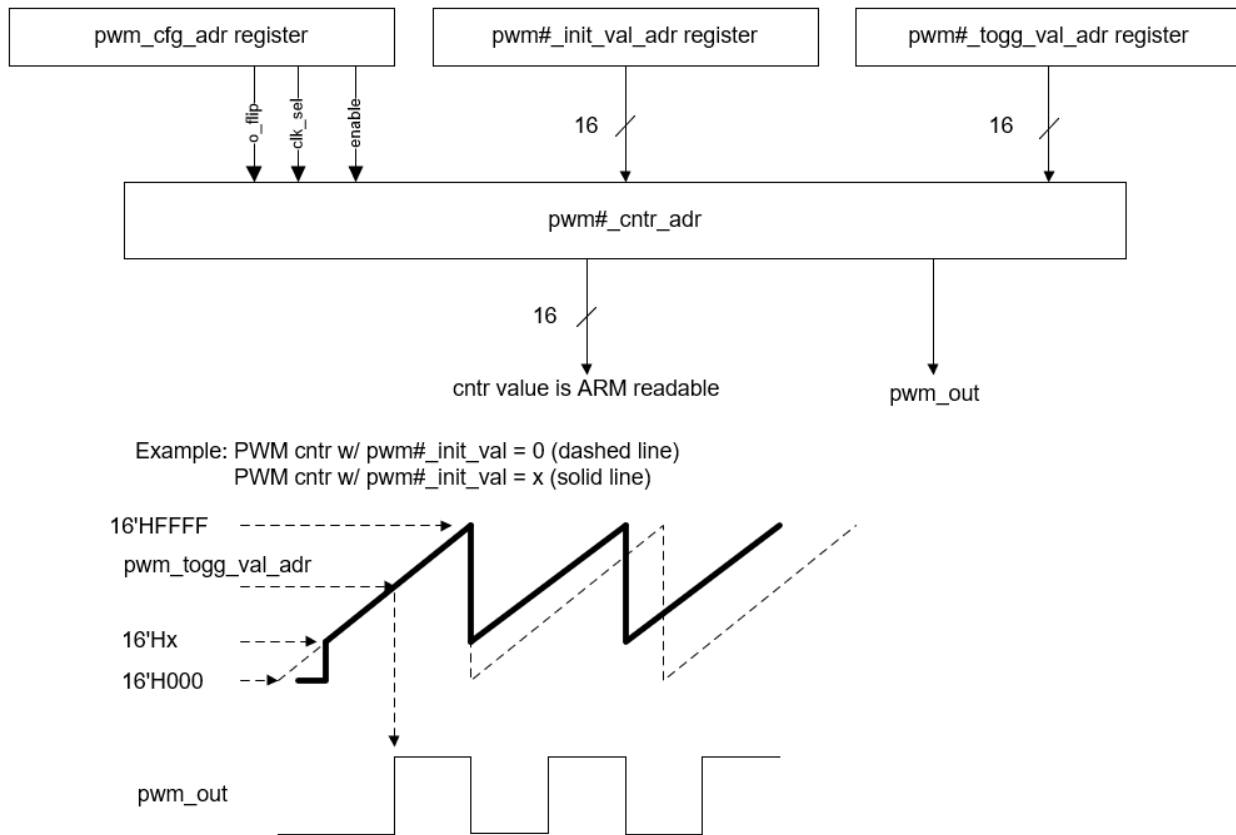 pwm_cfg_adr register
pwm#_init_val_adr register
pwm#_togg_val_adr register
o_flip
clk_sel
enable
16
16
pwm#_cntr_adr
16
cntr value is ARM readable
pwm_out
Example: PWM cntr w/ pwm#_init_val = 0 (dashed line)
PWM cntr w/ pwm#_init_val = x (solid line)
16'HFFFF
pwm_togg_val_adr
16'Hx
16'H000
pwm_out